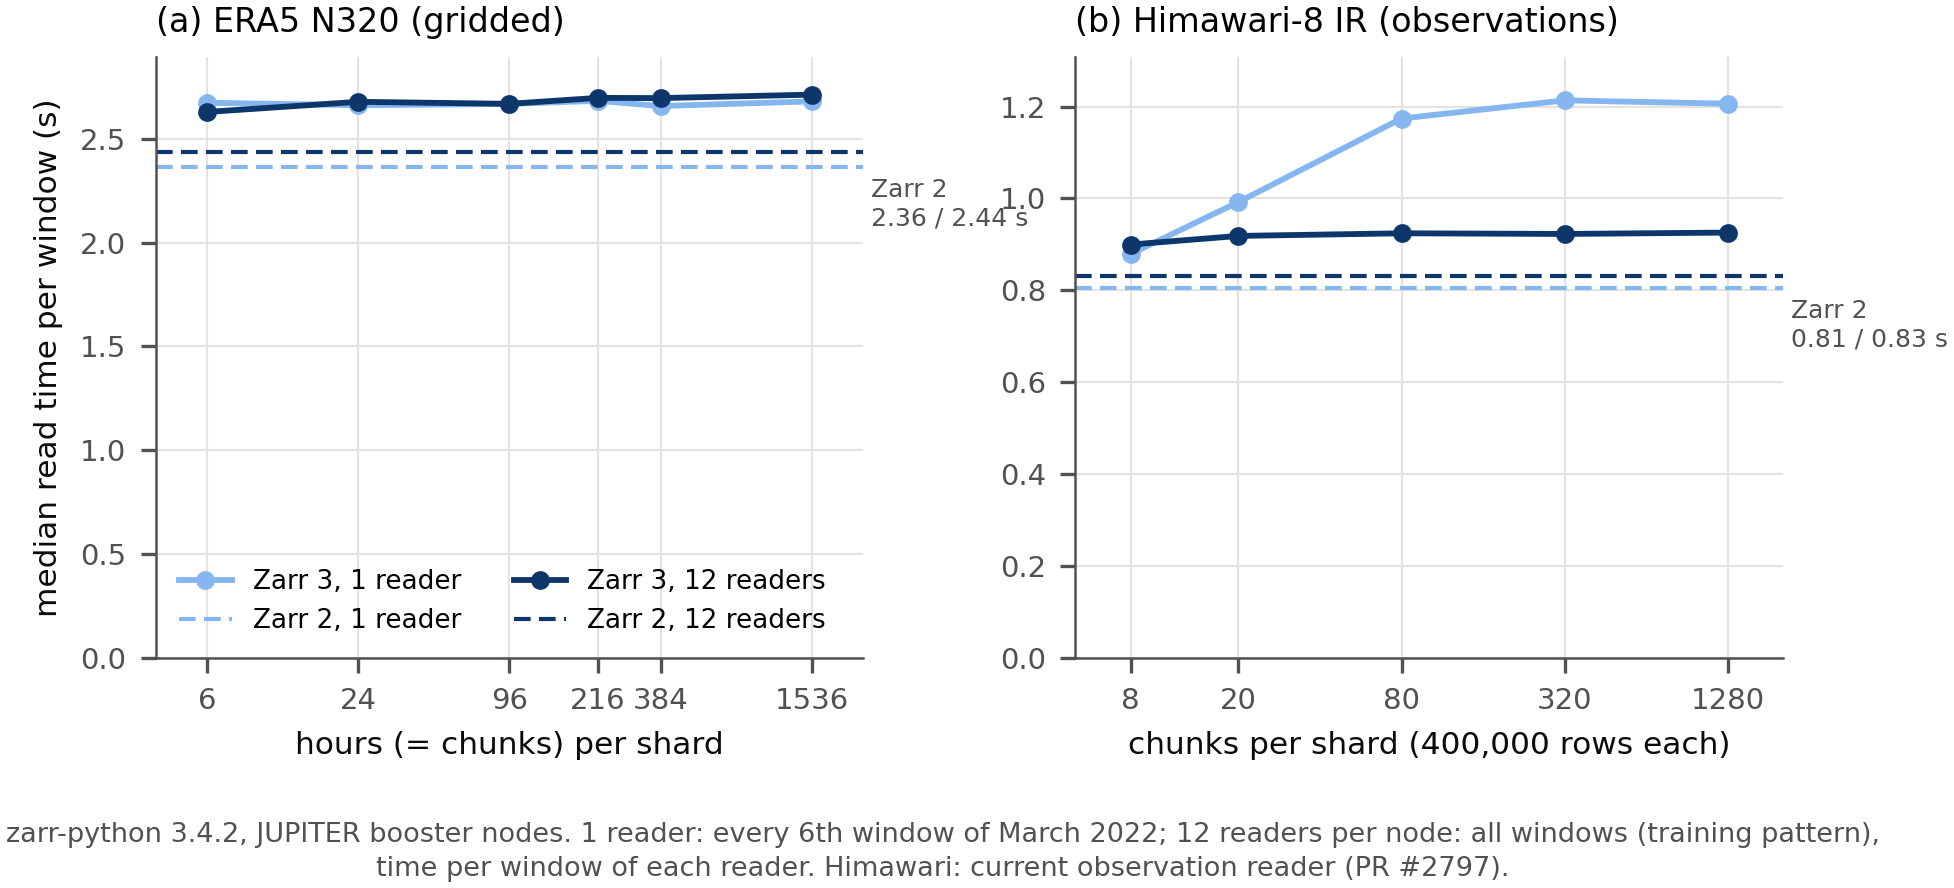 (a) ERA5 N320 (gridded)
median read time per window (s)
2.5
2.0
1.5
1.0
0.5
0.0
Zarr 2
2.36 / 2.44 s
Zarr 3, 1 reader
Zarr 3, 12 readers
Zarr 2, 1 reader
Zarr 2, 12 readers
6 24 96 216 384 1536
hours (= chunks) per shard
(b) Himawari-8 IR (observations)
1.2
1.0
0.8
0.6
0.4
0.2
0.0
Zarr 2
0.81 / 0.83 s
8 20 80 320 1280
chunks per shard (400,000 rows each)
zarr-python 3.4.2, JUPITER booster nodes. 1 reader: every 6th window of March 2022; 12 readers per node: all windows (training pattern),
time per window of each reader. Himawari: current observation reader (PR #2797).